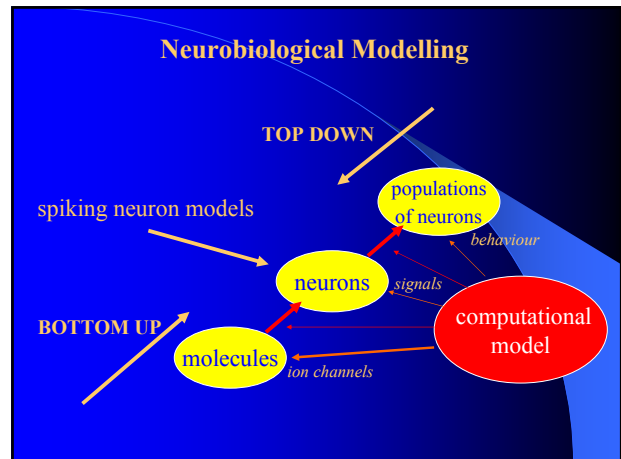 Neurobiological Modelling
TOP DOWN
populations
of neurons
spiking neuron models
behaviour
neurons
signals
computational
model
BOTTOM UP
molecules
ion channels